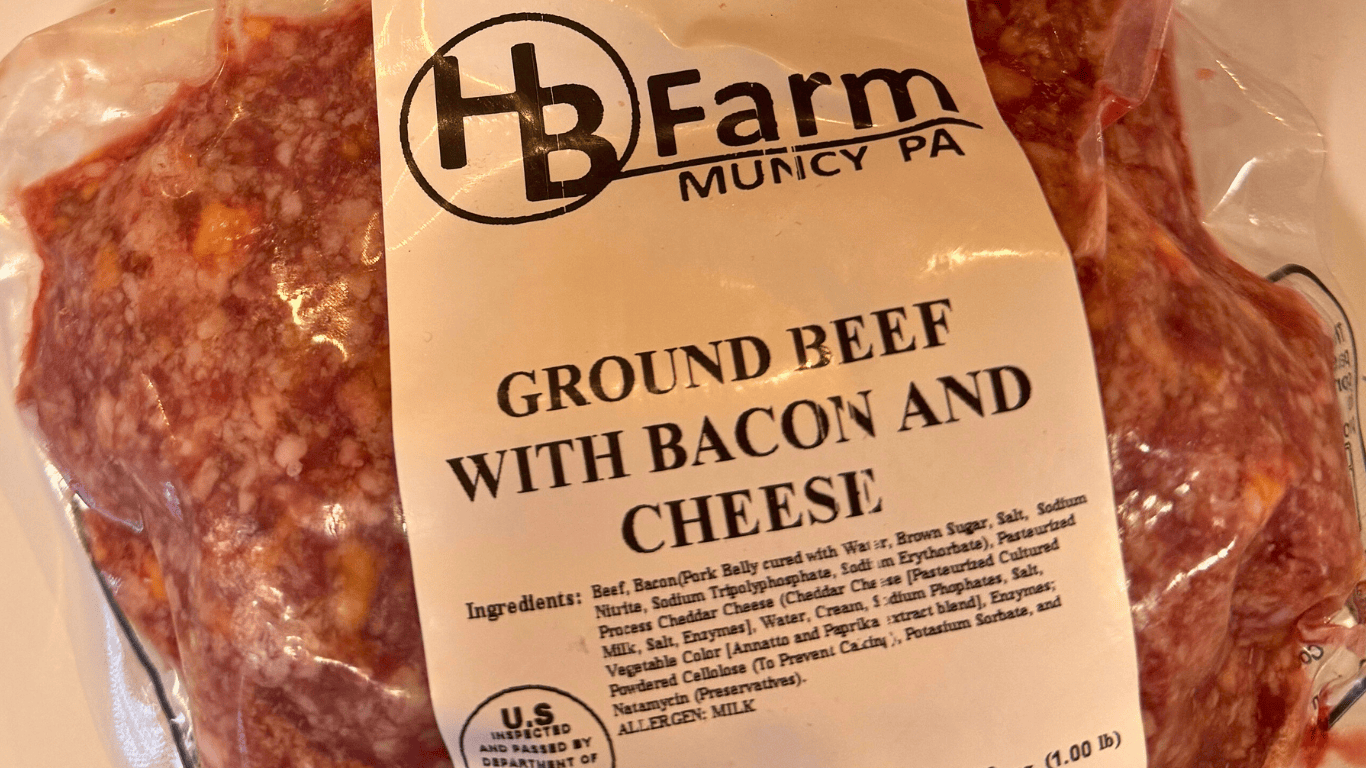 HB Farm
MUNCY PA
GROUND BEEF
WITH BACON AND
CHEESE
Ingredients: Beef, Bacon(Pork Belly cured with Water, Brown Sugar, Salt, Sodium
Nitrite, Sodium Tripolyphosphate, Sodium Erythorbate), Pasteurized
Process Cheddar Cheese (Cheddar Cheese [Pasteurized Cultured
Milk, Salt, Enzymes], Water, Cream, Sodium Phophates, Salt,
Vegetable Color [Annatto and Paprika extract blend], Enzymes;
Powdered Cellolose (To Prevent Calcing), Potasium Sorbate, and
Natamycin (Preservatives).
ALLERGEN: MILK
U.S
INSPECTED
AND PASSED BY
DEPARTMENT OF
(1.00 lb)